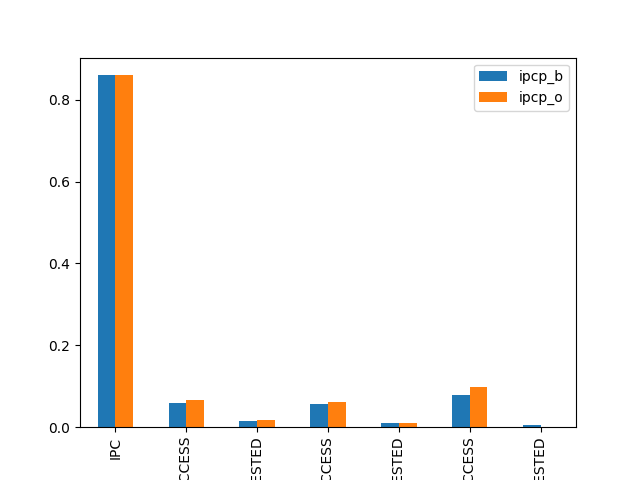 ipcp_b
ipcp_o
0.8
0.6
0.4
0.2
0.0
IPC
CCESS
ESTED
CCESS
ESTED
CCESS
ESTED